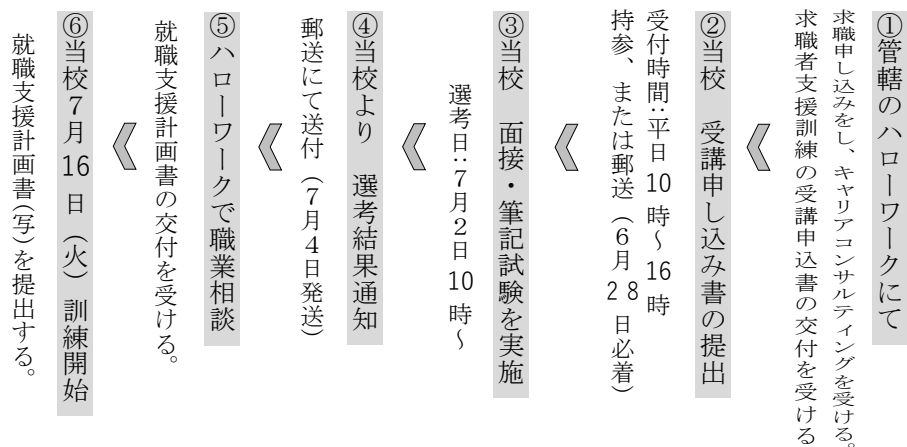 ①管轄のハローワークにて
求職申し込みをし、キャリアコンサルティングを受ける。
求職者支援訓練の受講申込書の交付を受ける
②当校　受講申し込み書の提出
受付時間：平日10時～16時
持参、または郵送（6月28日必着）
③当校　面接・筆記試験を実施
選考日：7月2日10時～
④当校より　選考結果通知
郵送にて送付（7月4日発送）
⑤ハローワークで職業相談
就職支援計画書の交付を受ける。
⑥当校7月16日（火）訓練開始
就職支援計画書(写)を提出する。